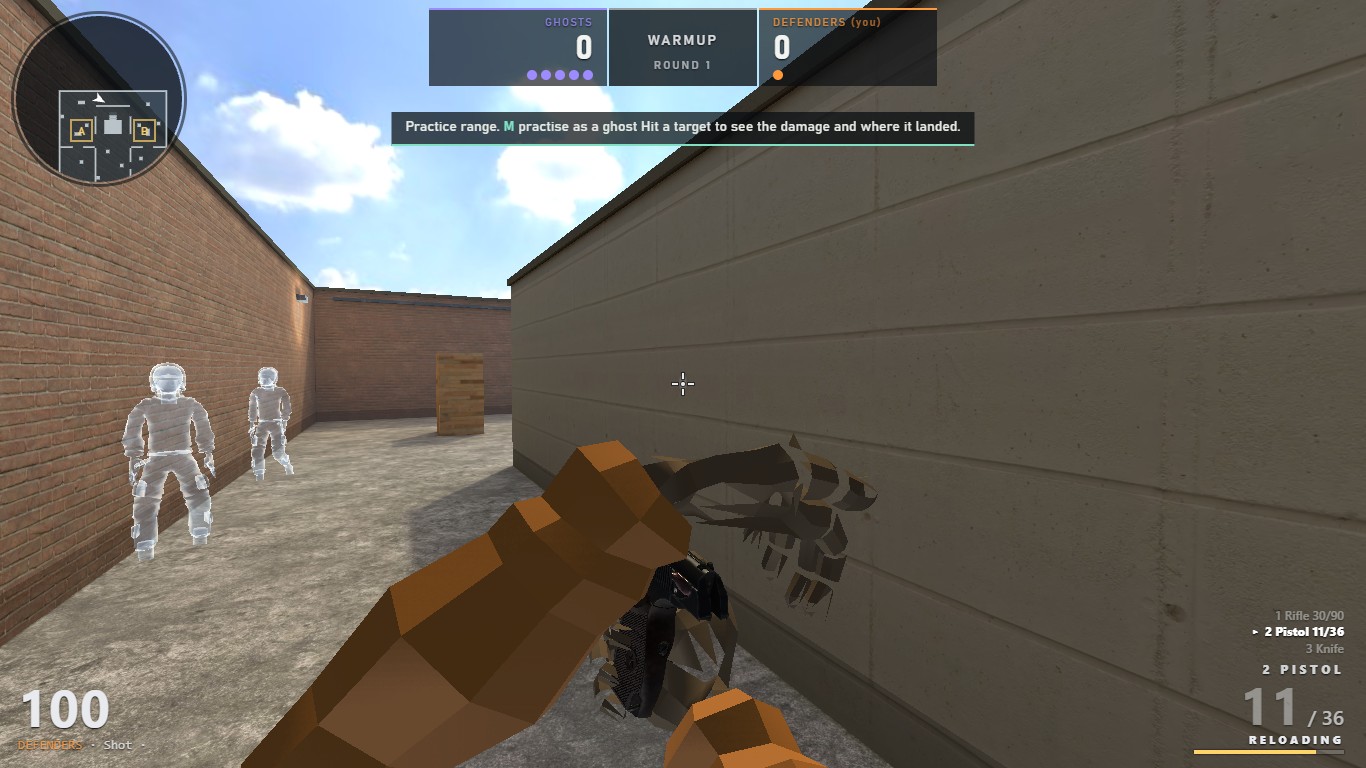 GHOSTS
0
WARMUP
ROUND 1
DEFENDERS (you)
0
Practice range. M practise as a ghost Hit a target to see the damage and where it landed.
A
B
1 Rifle 30/90
▸ 2 Pistol 11/36
3 Knife
2 PISTOL
11 / 36
RELOADING
100
DEFENDERS · Shot ·